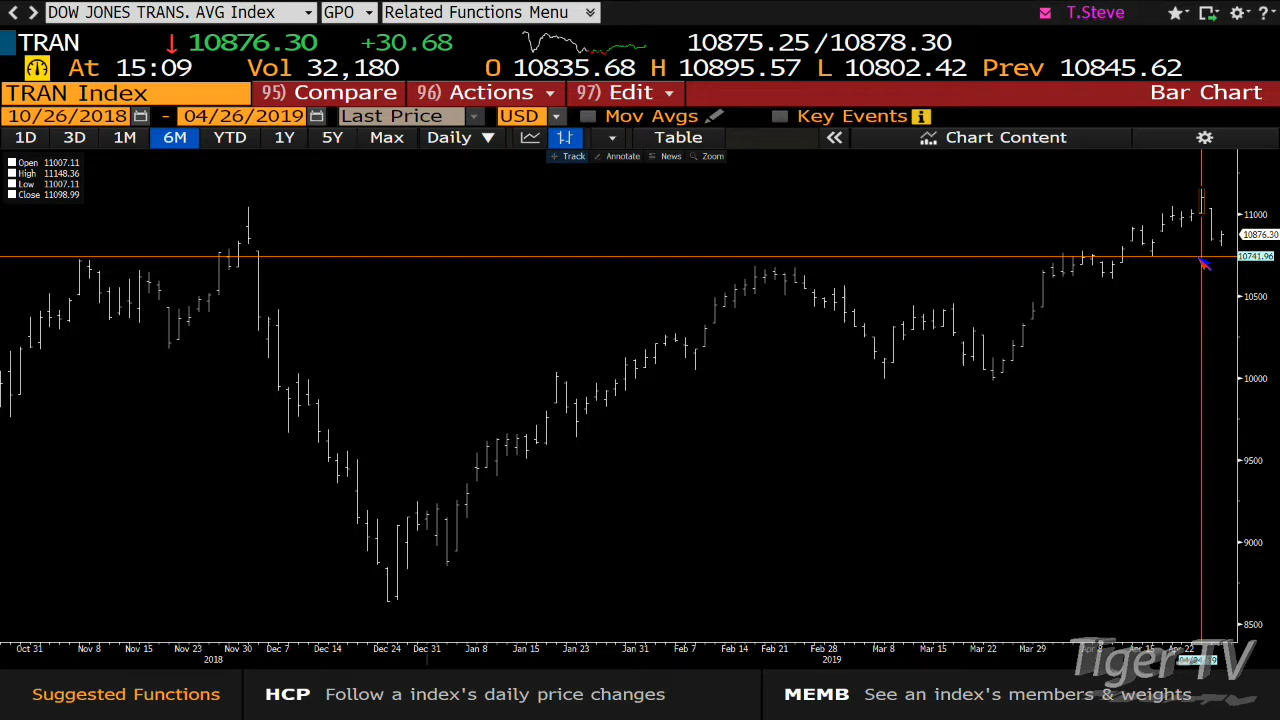 DOW JONES TRANS. AVG Index GPO Related Functions Menu T.Steve ?
TRAN ↓ 10876.30 +30.68 10875.25/10878.30
At 15:09 Vol 32,180 O 10835.68 H 10895.57 L 10802.42 Prev 10845.62
TRAN Index 95) Compare 96) Actions 97) Edit Bar Chart
10/26/2018 - 04/26/2019 Last Price USD Mov Avgs Key Events i
1D 3D 1M 6M YTD 1Y 5Y Max Daily ▼ Table Chart Content
Track Annotate News Zoom
Open 11007.11
High 11148.36
Low 11007.11
Close 11098.99
11000
10876.30
10741.96
10500
10000
9500
9000
8500
Oct 31 Nov 8 Nov 15 Nov 23 Nov 30 Dec 7 Dec 14 Dec 24 Dec 31 Jan 8 Jan 15 Jan 23 Jan 31 Feb 7 Feb 14 Feb 21 Feb 28 Mar 8 Mar 15 Mar 22 Mar 29 Apr 8 Apr 15 Apr 22
2018 2019
Tiger-TV
Suggested Functions HCP Follow a index's daily price changes MEMB See an index's members & weights